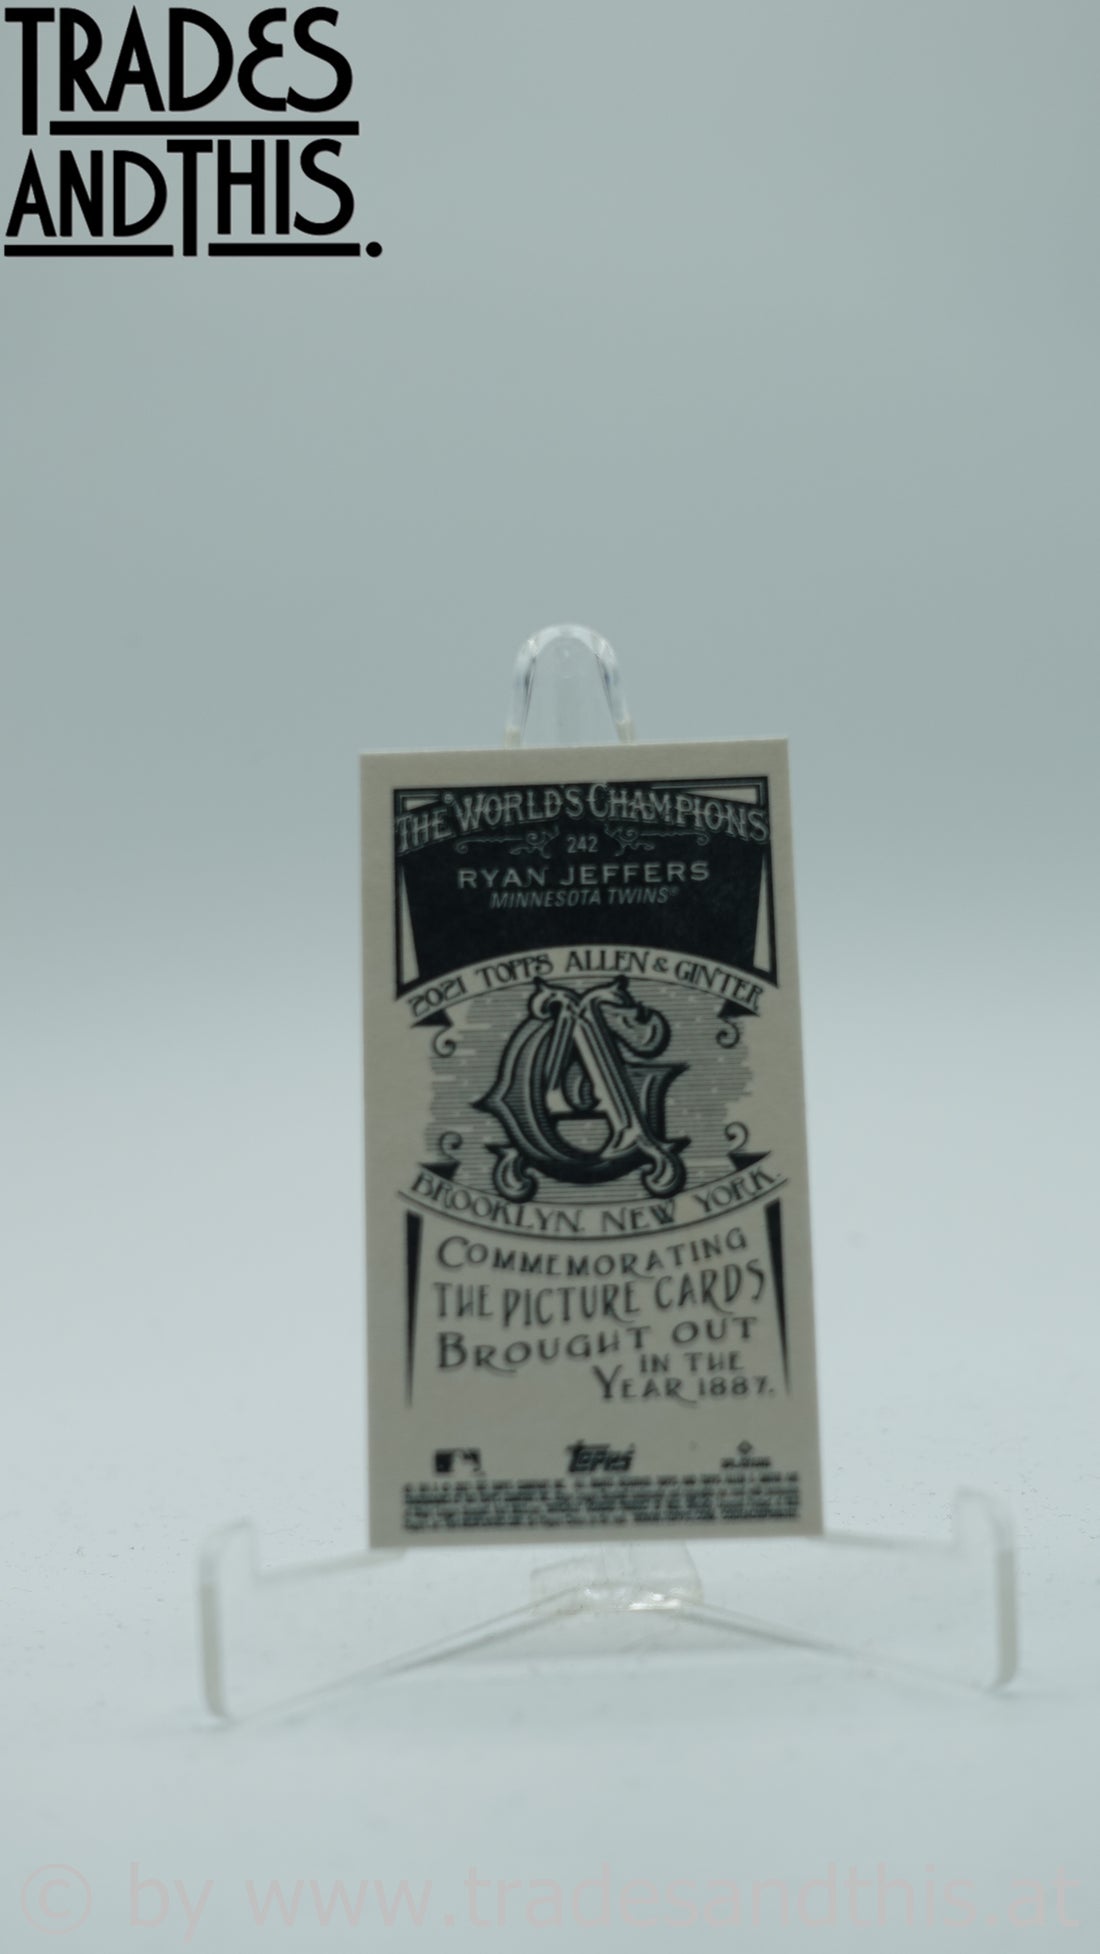 TRADES
ANDTHIS.
THE WORLD'S CHAMPIONS
242
RYAN JEFFERS
MINNESOTA TWINS®
2021 TOPPS ALLEN & GINTER
AG
BROOKLYN, NEW YORK.
COMMEMORATING
THE PICTURE CARDS
BROUGHT OUT
IN THE
YEAR 1887.
Topps
© by www.tradesandthis.at